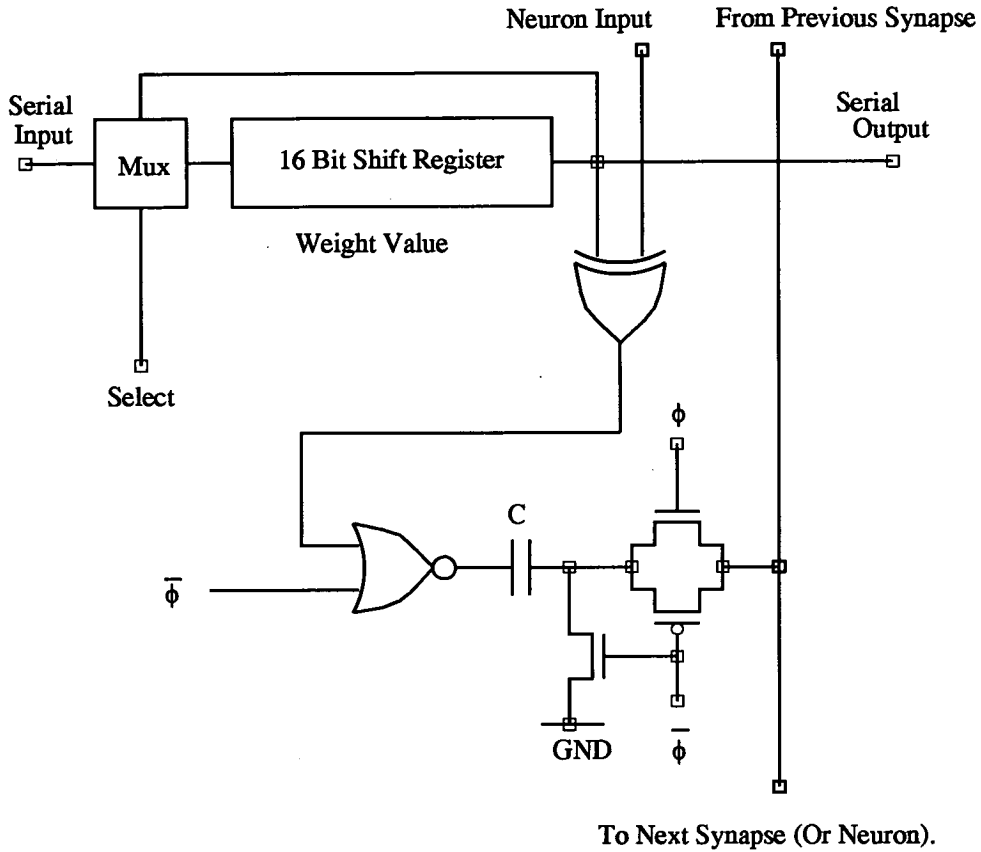 Neuron Input
From Previous Synapse
Serial
Input
Serial
Output
Mux
16 Bit Shift Register
Weight Value
Select
ϕ
C
ϕ̅
GND
ϕ̅
To Next Synapse (Or Neuron).